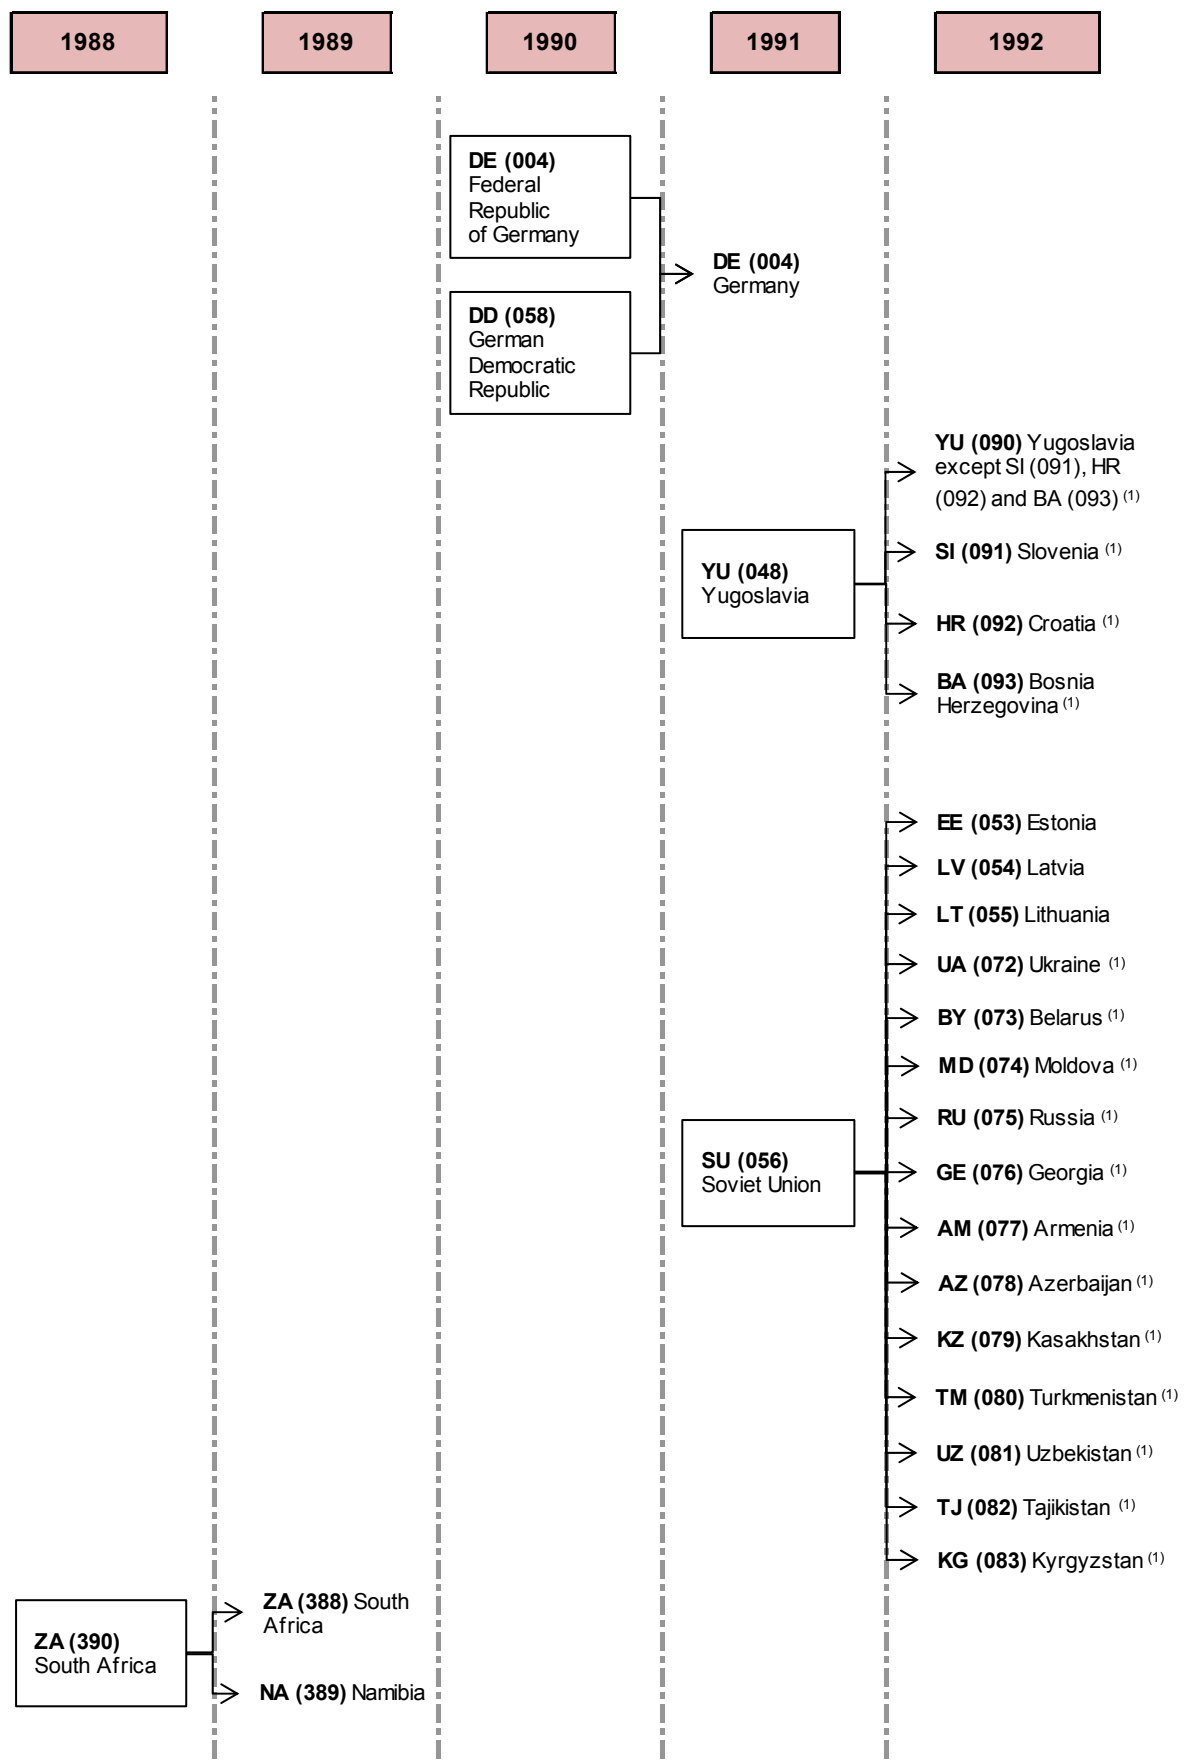 1988
1989
1990
1991
1992
DE (004)
Federal
Republic
of Germany
DD (058)
German
Democratic
Republic
DE (004)
Germany
YU (048)
Yugoslavia
YU (090) Yugoslavia
except SI (091), HR
(092) and BA (093) (1)
SI (091) Slovenia (1)
HR (092) Croatia (1)
BA (093) Bosnia
Herzegovina (1)
SU (056)
Soviet Union
EE (053) Estonia
LV (054) Latvia
LT (055) Lithuania
UA (072) Ukraine (1)
BY (073) Belarus (1)
MD (074) Moldova (1)
RU (075) Russia (1)
GE (076) Georgia (1)
AM (077) Armenia (1)
AZ (078) Azerbaijan (1)
KZ (079) Kasakhstan (1)
TM (080) Turkmenistan (1)
UZ (081) Uzbekistan (1)
TJ (082) Tajikistan (1)
KG (083) Kyrgyzstan (1)
ZA (390)
South Africa
ZA (388) South
Africa
NA (389) Namibia